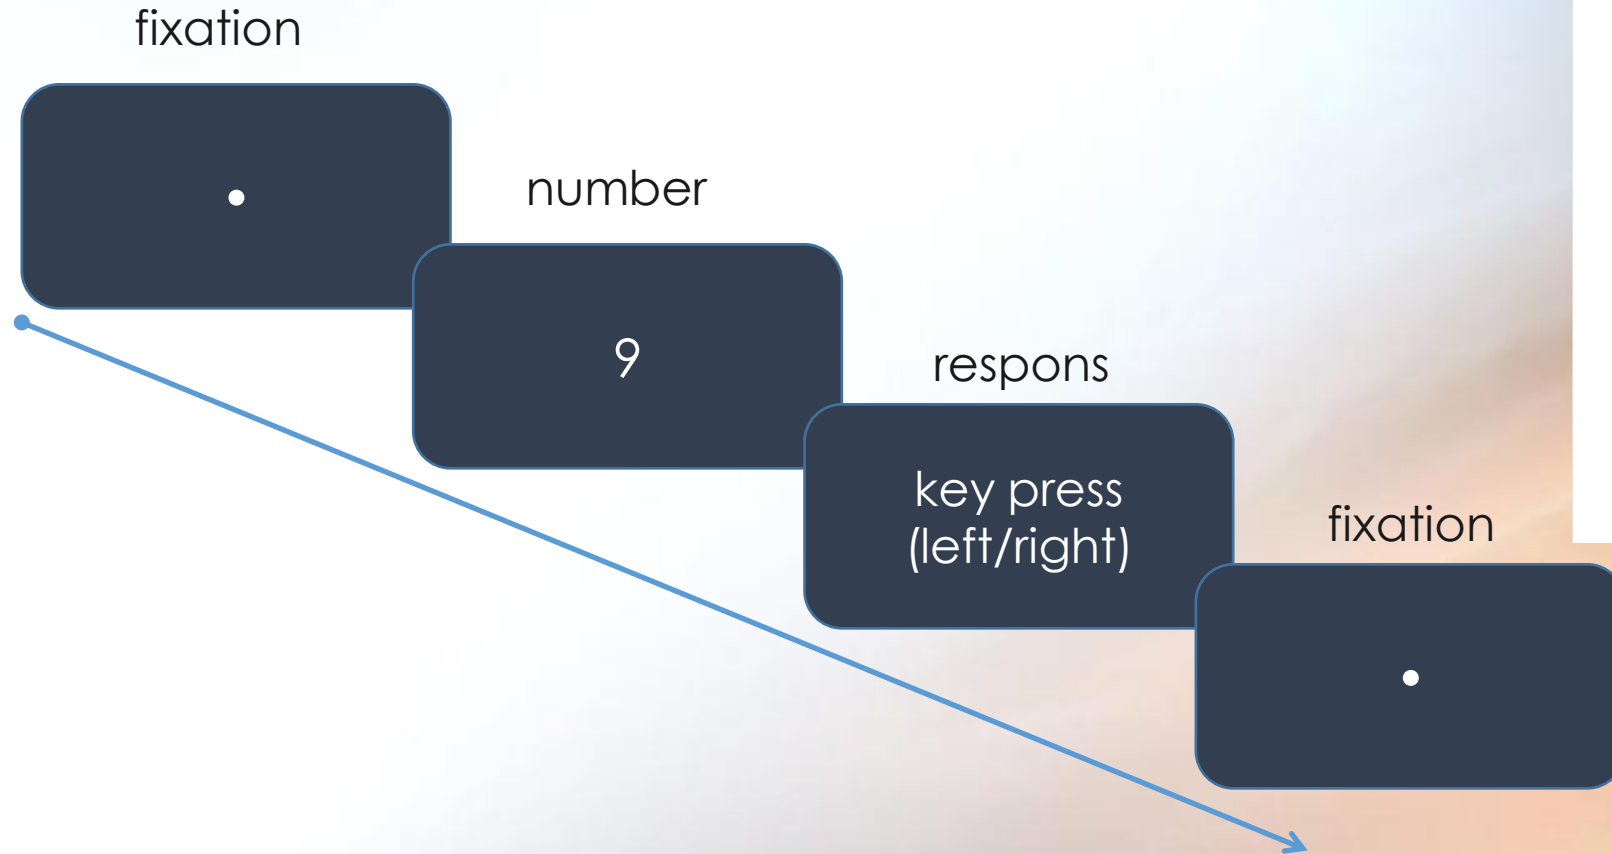 fixation
number
9
respons
key press
(left/right)
fixation